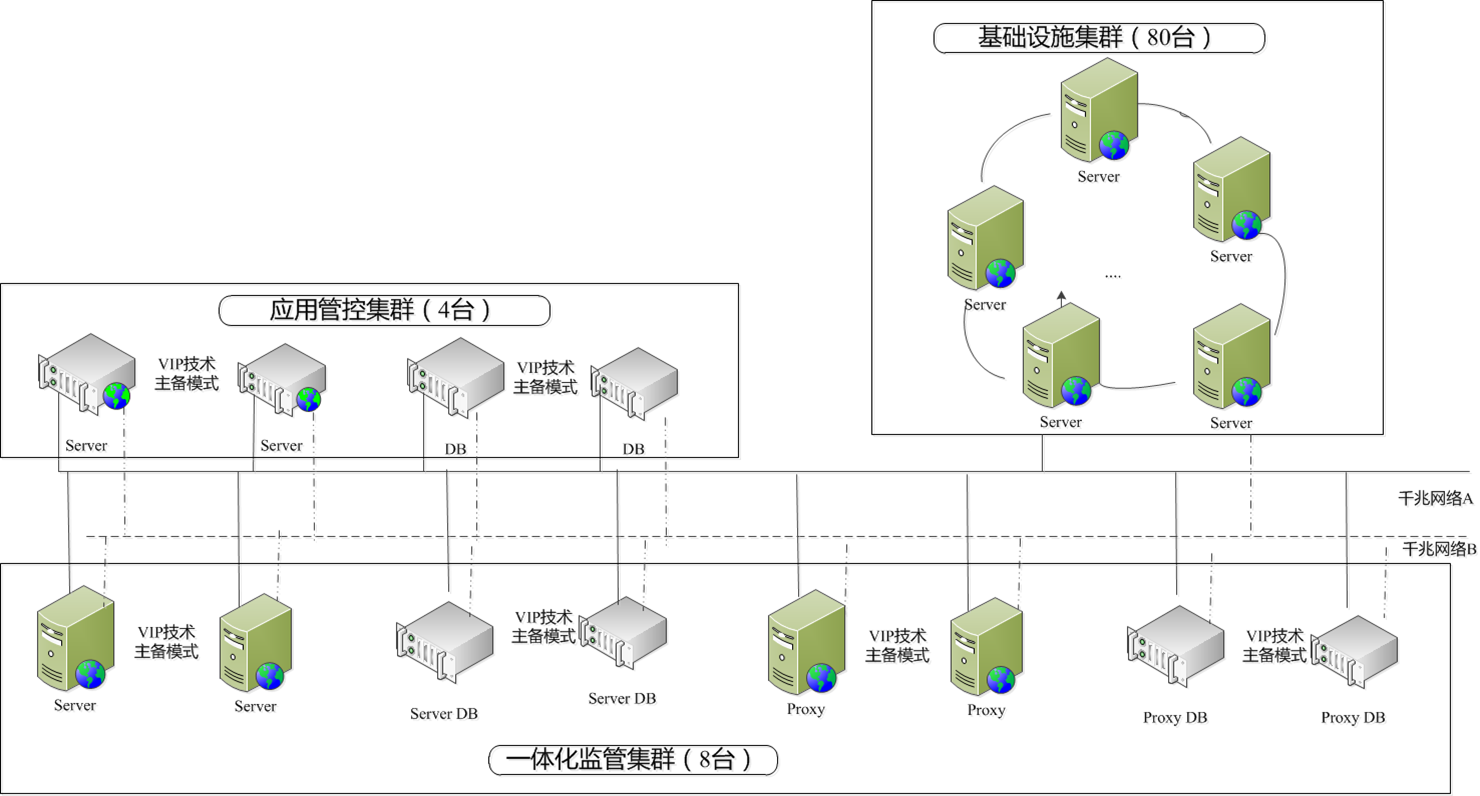 基础设施集群（80台）
Server
Server
Server
....
Server
Server
应用管控集群（4台）
VIP技术
主备模式
VIP技术
主备模式
Server
Server
DB
DB
千兆网络A
千兆网络B
VIP技术
主备模式
VIP技术
主备模式
VIP技术
主备模式
VIP技术
主备模式
Server
Server
Server DB
Server DB
Proxy
Proxy
Proxy DB
Proxy DB
一体化监管集群（8台）